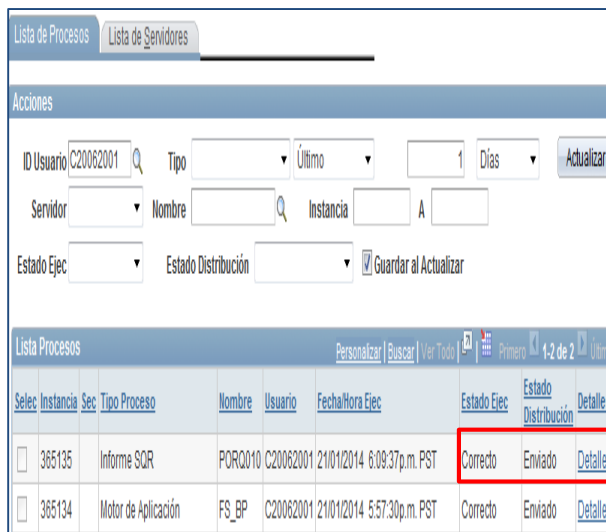 Lista de Procesos Lista de Servidores
Acciones
ID Usuario C20062001 Tipo Último 1 Días Actualizar
Servidor Nombre Instancia A
Estado Ejec Estado Distribución Guardar al Actualizar
Lista Procesos Personalizar | Buscar | Ver Todo | | Primero 1-2 de 2
Selec Instancia Sec Tipo Proceso Nombre Usuario Fecha/Hora Ejec Estado Ejec Estado Distribución
365135 Informe SQR PORQ010 C20062001 21/01/2014 6:09:37p.m. PST Correcto Enviado
365134 Motor de Aplicación FS_BP C20062001 21/01/2014 5:57:30p.m. PST Correcto Enviado